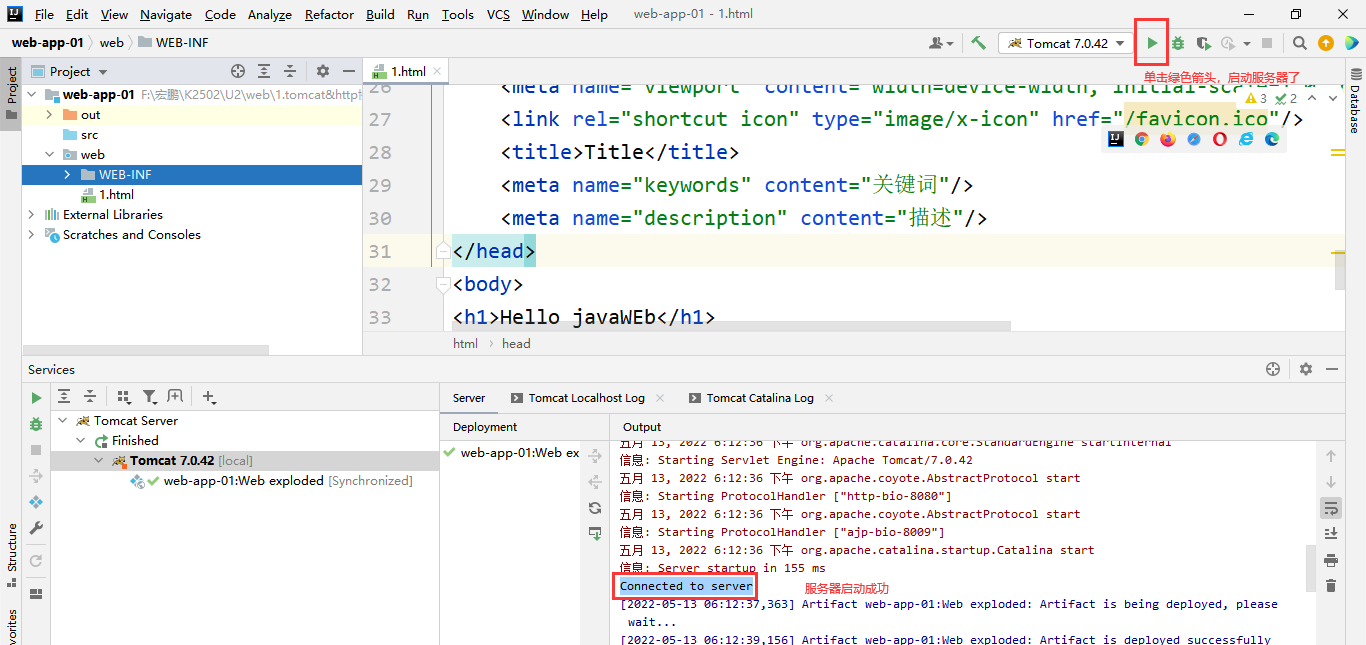 File Edit View Navigate Code Analyze Refactor Build Run Tools VCS Window Help web-app-01 - 1.html
web-app-01 web WEB-INF
Tomcat 7.0.42
单击绿色箭头，启动服务器了
Project
Project
1.html
Database
web-app-01 F:\宏鹏\K2502\U2\web\1.tomcat&http
out
src
web
WEB-INF
1.html
External Libraries
Scratches and Consoles
3 2
26 <meta name="viewport" content="width=device-width, initial-scale
27 <link rel="shortcut icon" type="image/x-icon" href="/favicon.ico"/>
28 <title>Title</title>
29 <meta name="keywords" content="关键词"/>
30 <meta name="description" content="描述"/>
31 </head>
32 <body>
33 <h1>Hello javaWEb</h1>
html head
Services
Structure
Tomcat Server
Finished
Tomcat 7.0.42 [local]
web-app-01:Web exploded [Synchronized]
Server Tomcat Localhost Log Tomcat Catalina Log
Deployment Output
web-app-01:Web ex
五月 13, 2022 6:12:36 下午 org.apache.catalina.core.StandardEngine startInternal
信息: Starting Servlet Engine: Apache Tomcat/7.0.42
五月 13, 2022 6:12:36 下午 org.apache.coyote.AbstractProtocol start
信息: Starting ProtocolHandler ["http-bio-8080"]
五月 13, 2022 6:12:36 下午 org.apache.coyote.AbstractProtocol start
信息: Starting ProtocolHandler ["ajp-bio-8009"]
五月 13, 2022 6:12:36 下午 org.apache.catalina.startup.Catalina start
信息: Server startup in 155 ms
Connected to server
服务器启动成功
[2022-05-13 06:12:37,363] Artifact web-app-01:Web exploded: Artifact is being deployed, please
wait...
[2022-05-13 06:12:39,156] Artifact web-app-01:Web exploded: Artifact is deployed successfully